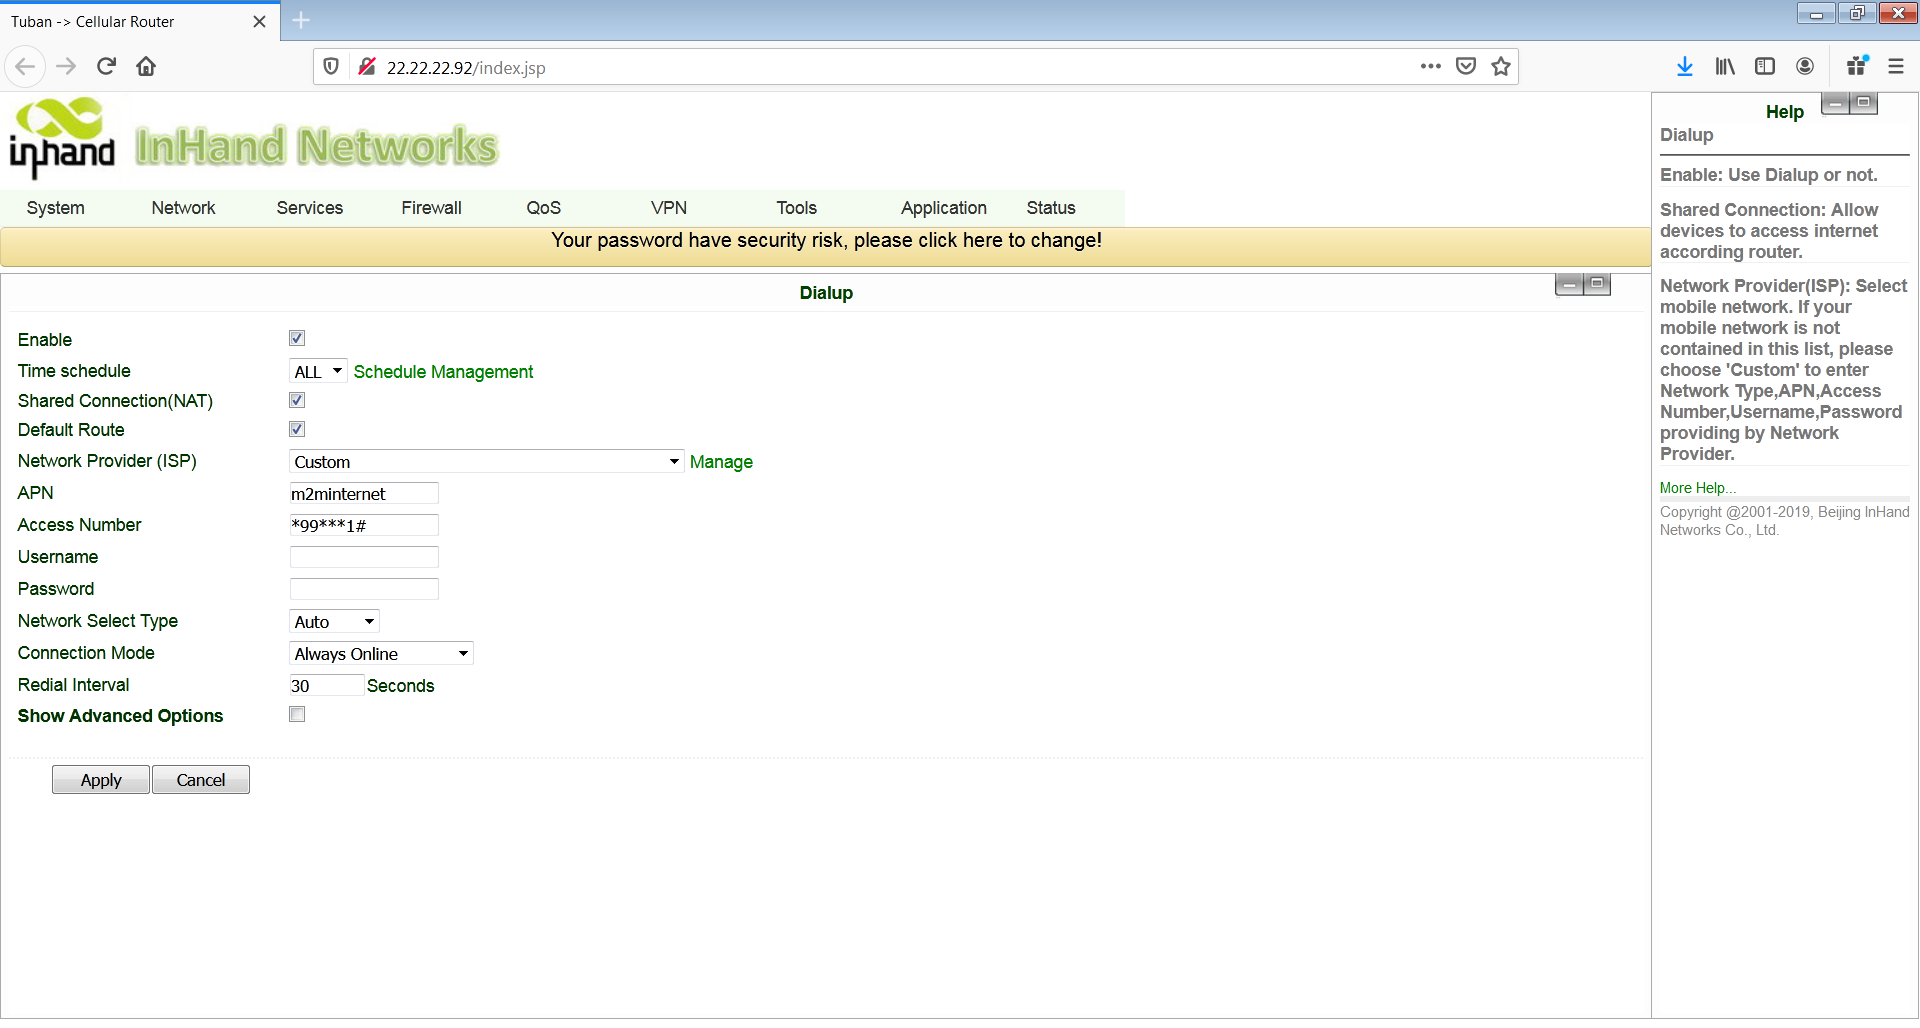 Tuban -> Cellular Router
22.22.22.92/index.jsp
inhand
InHand Networks
System Network Services Firewall QoS VPN Tools Application Status
Your password have security risk, please click here to change!
Dialup
Enable
Time schedule ALL Schedule Management
Shared Connection(NAT)
Default Route
Network Provider (ISP) Custom Manage
APN m2minternet
Access Number *99***1#
Username
Password
Network Select Type Auto
Connection Mode Always Online
Redial Interval 30 Seconds
Show Advanced Options
Apply Cancel
Help
Dialup
Enable: Use Dialup or not.
Shared Connection: Allow
devices to access internet
according router.
Network Provider(ISP): Select
mobile network. If your
mobile network is not
contained in this list, please
choose 'Custom' to enter
Network Type,APN,Access
Number,Username,Password
providing by Network
Provider.
More Help...
Copyright @2001-2019, Beijing InHand
Networks Co., Ltd.